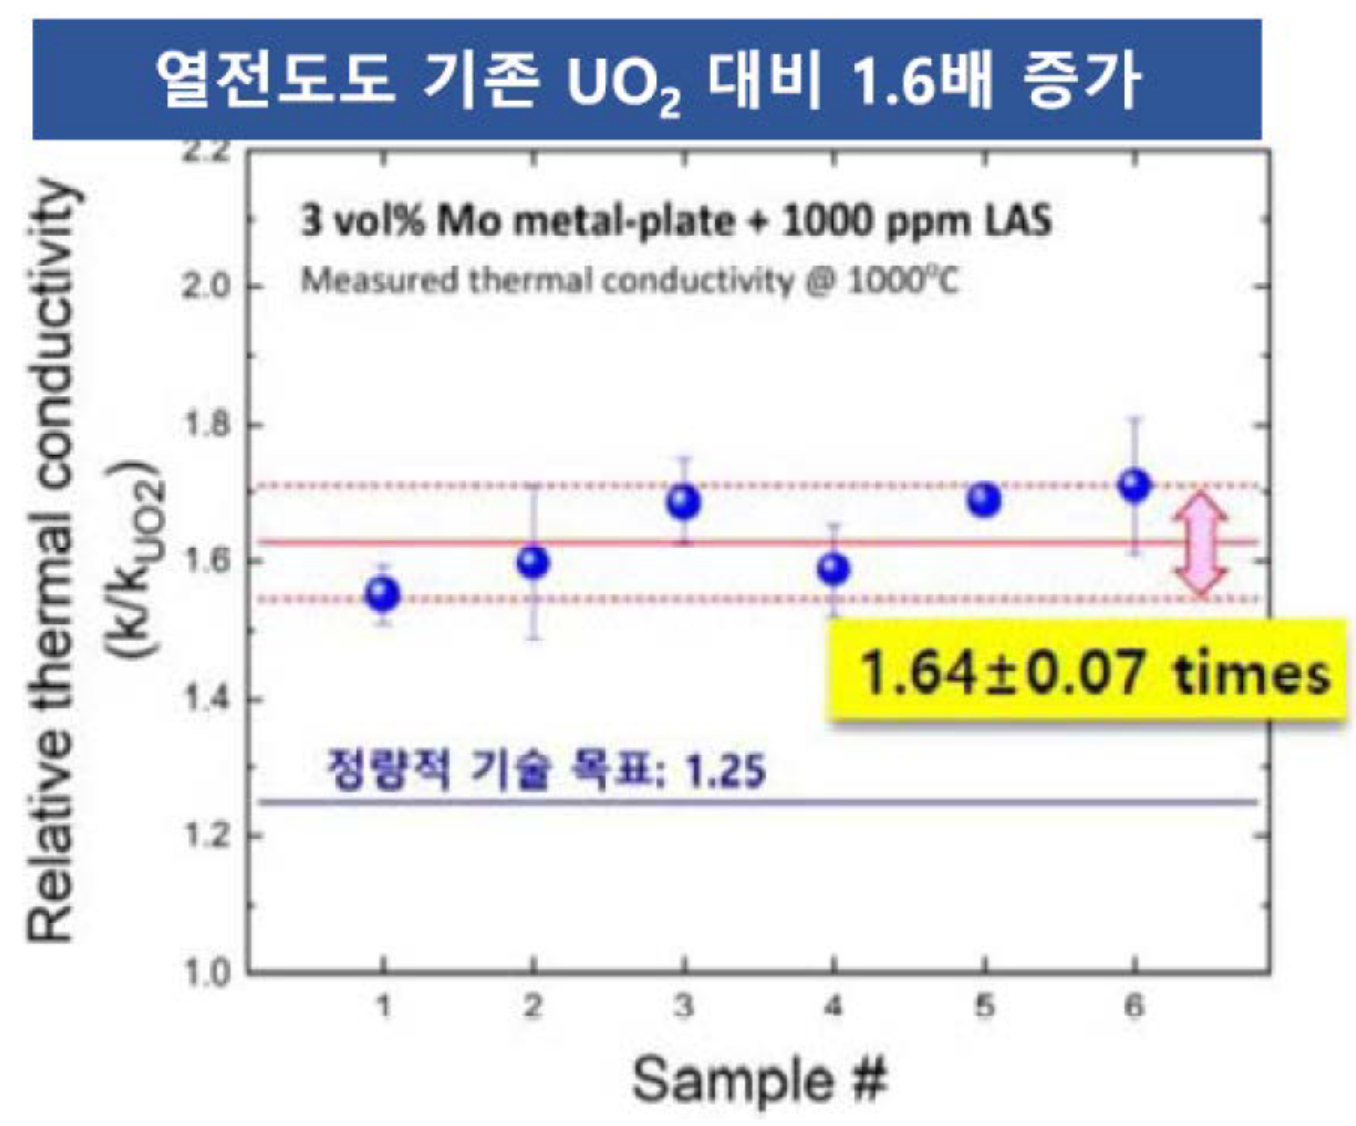 열전도도 기존 UO₂ 대비 1.6배 증가
2.2
3 vol% Mo metal-plate + 1000 ppm LAS
Measured thermal conductivity @ 1000°C
2.0
1.8
1.6
1.4
1.2
1.0
Relative thermal conductivity
(k/k_UO2)
1.64±0.07 times
정량적 기술 목표: 1.25
1 2 3 4 5 6
Sample #